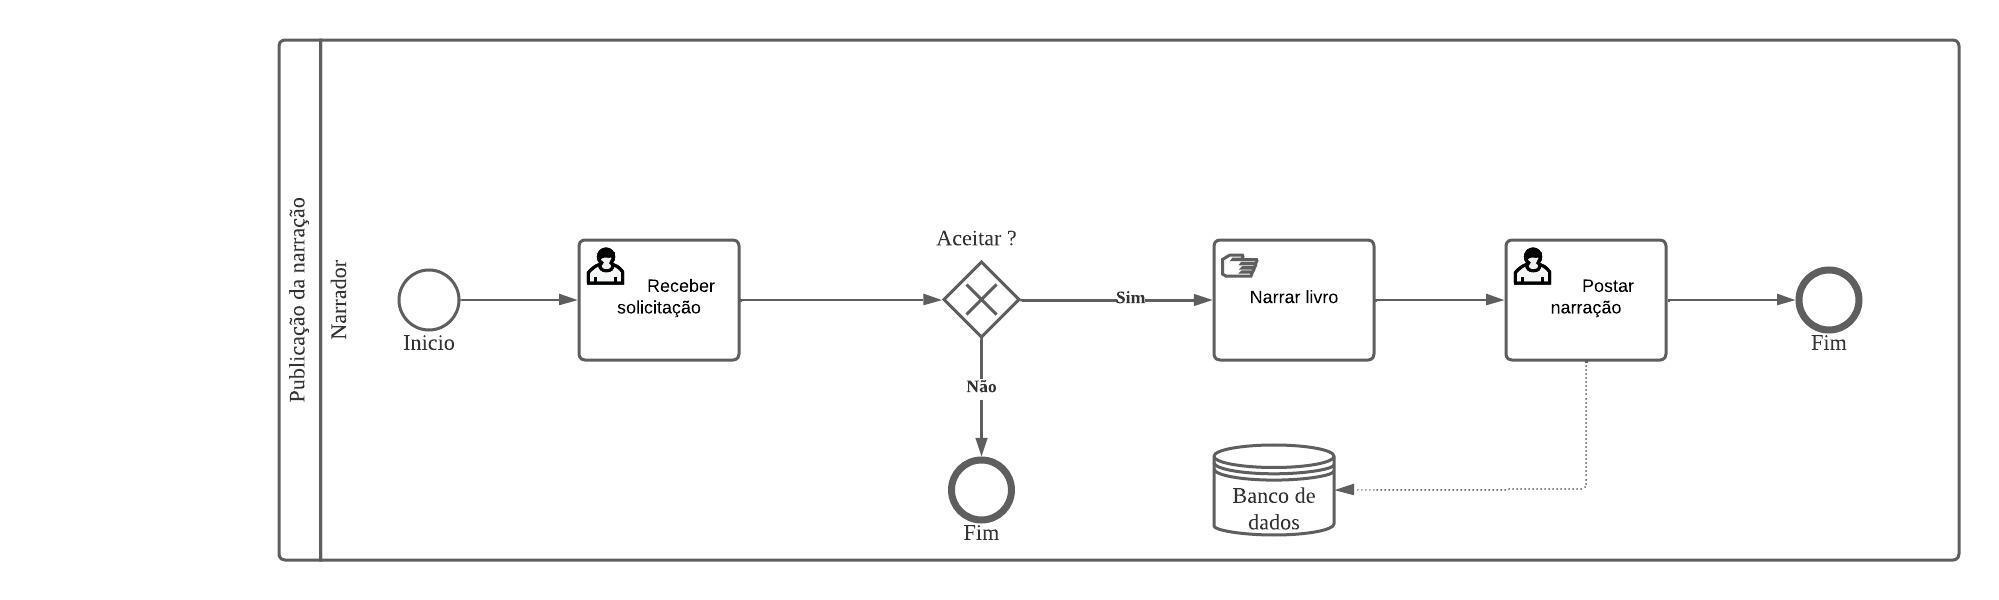 Publicação da narração
Narrador
Inicio
Receber
solicitação
Aceitar ?
Sim
Não
Fim
Narrar livro
Postar
narração
Fim
Banco de
dados